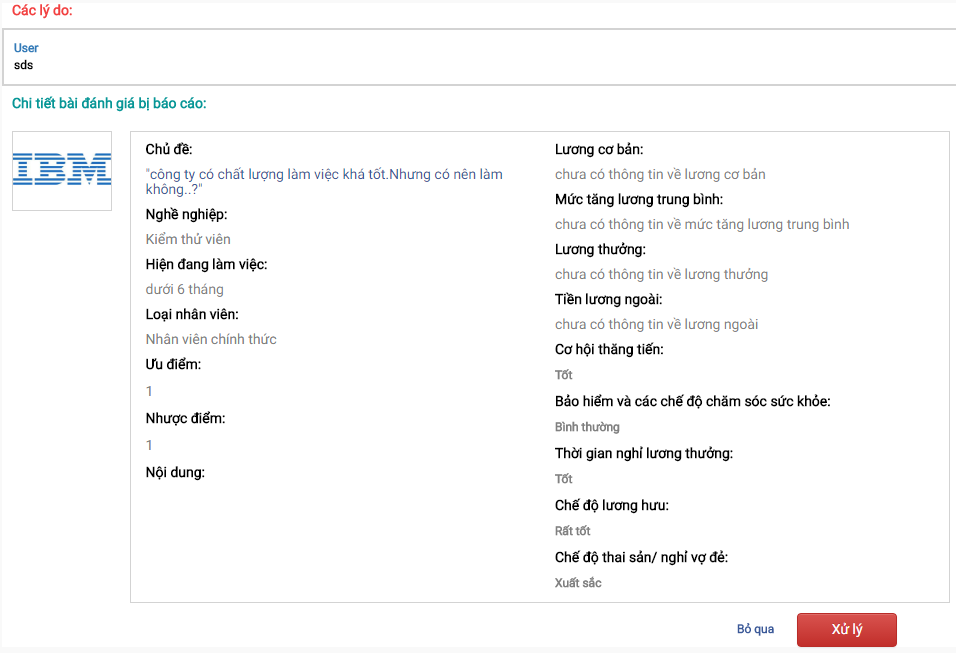 Các lý do:
User
sds
Chi tiết bài đánh giá bị báo cáo:
IBM
Chủ đề:
"công ty có chất lượng làm việc khá tốt.Nhưng có nên làm
không..?"
Nghề nghiệp:
Kiểm thử viên
Hiện đang làm việc:
dưới 6 tháng
Loại nhân viên:
Nhân viên chính thức
Ưu điểm:
1
Nhược điểm:
1
Nội dung:
Lương cơ bản:
chưa có thông tin về lương cơ bản
Mức tăng lương trung bình:
chưa có thông tin về mức tăng lương trung bình
Lương thưởng:
chưa có thông tin về lương thưởng
Tiền lương ngoài:
chưa có thông tin về lương ngoài
Cơ hội thăng tiến:
Tốt
Bảo hiểm và các chế độ chăm sóc sức khỏe:
Bình thường
Thời gian nghỉ lương thưởng:
Tốt
Chế độ lương hưu:
Rất tốt
Chế độ thai sản/ nghỉ vợ đẻ:
Xuất sắc
Bỏ qua
Xử lý